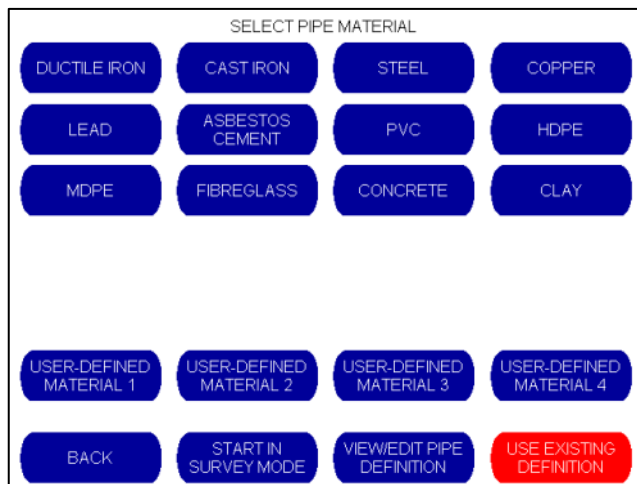 SELECT PIPE MATERIAL
DUCTILE IRON
CAST IRON
STEEL
COPPER
LEAD
ASBESTOS
CEMENT
PVC
HDPE
MDPE
FIBREGLASS
CONCRETE
CLAY
USER-DEFINED
MATERIAL 1
USER-DEFINED
MATERIAL 2
USER-DEFINED
MATERIAL 3
USER-DEFINED
MATERIAL 4
BACK
START IN
SURVEY MODE
VIEW/EDIT PIPE
DEFINITION
USE EXISTING
DEFINITION